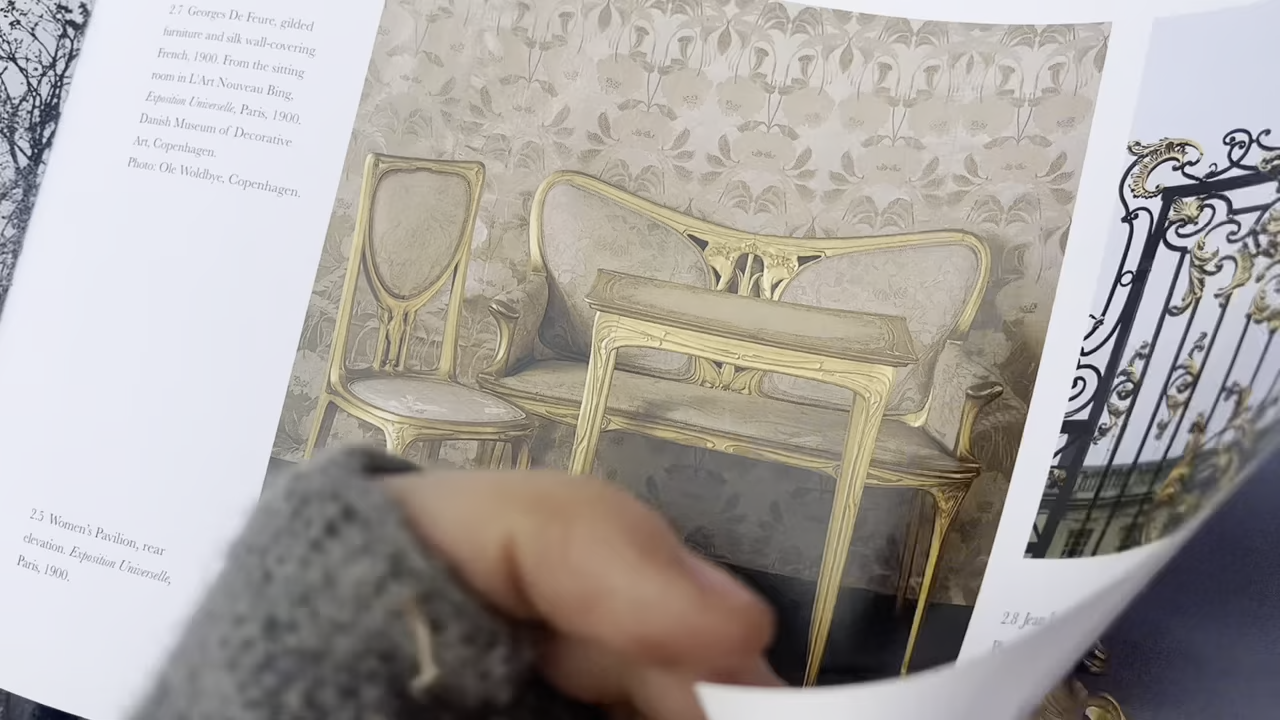 2.7 Georges De Feure, gilded
furniture and silk wall-covering
French, 1900. From the sitting
room in L'Art Nouveau Bing,
Exposition Universelle, Paris, 1900.
Danish Museum of Decorative
Art, Copenhagen.
Photo: Ole Woldbye, Copenhagen.
2.5 Women's Pavilion, rear
elevation. Exposition Universelle,
Paris, 1900.
2.8 Jean